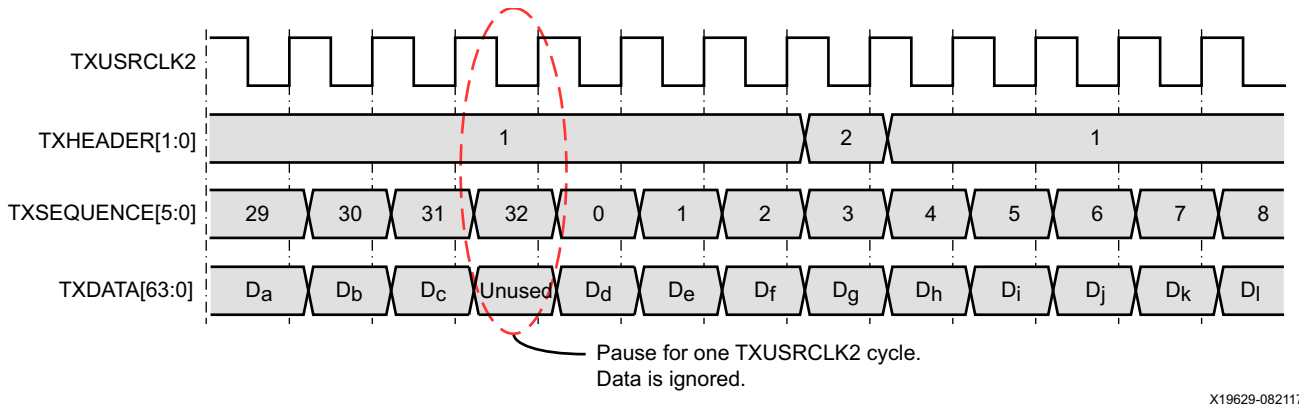 TXUSRCLK2
TXHEADER[1:0] 1 2 1
TXSEQUENCE[5:0] 29 30 31 32 0 1 2 3 4 5 6 7 8
TXDATA[63:0] Da Db Dc Unused Dd De Df Dg Dh Di Dj Dk Dl
Pause for one TXUSRCLK2 cycle.
Data is ignored.
X19629-082117